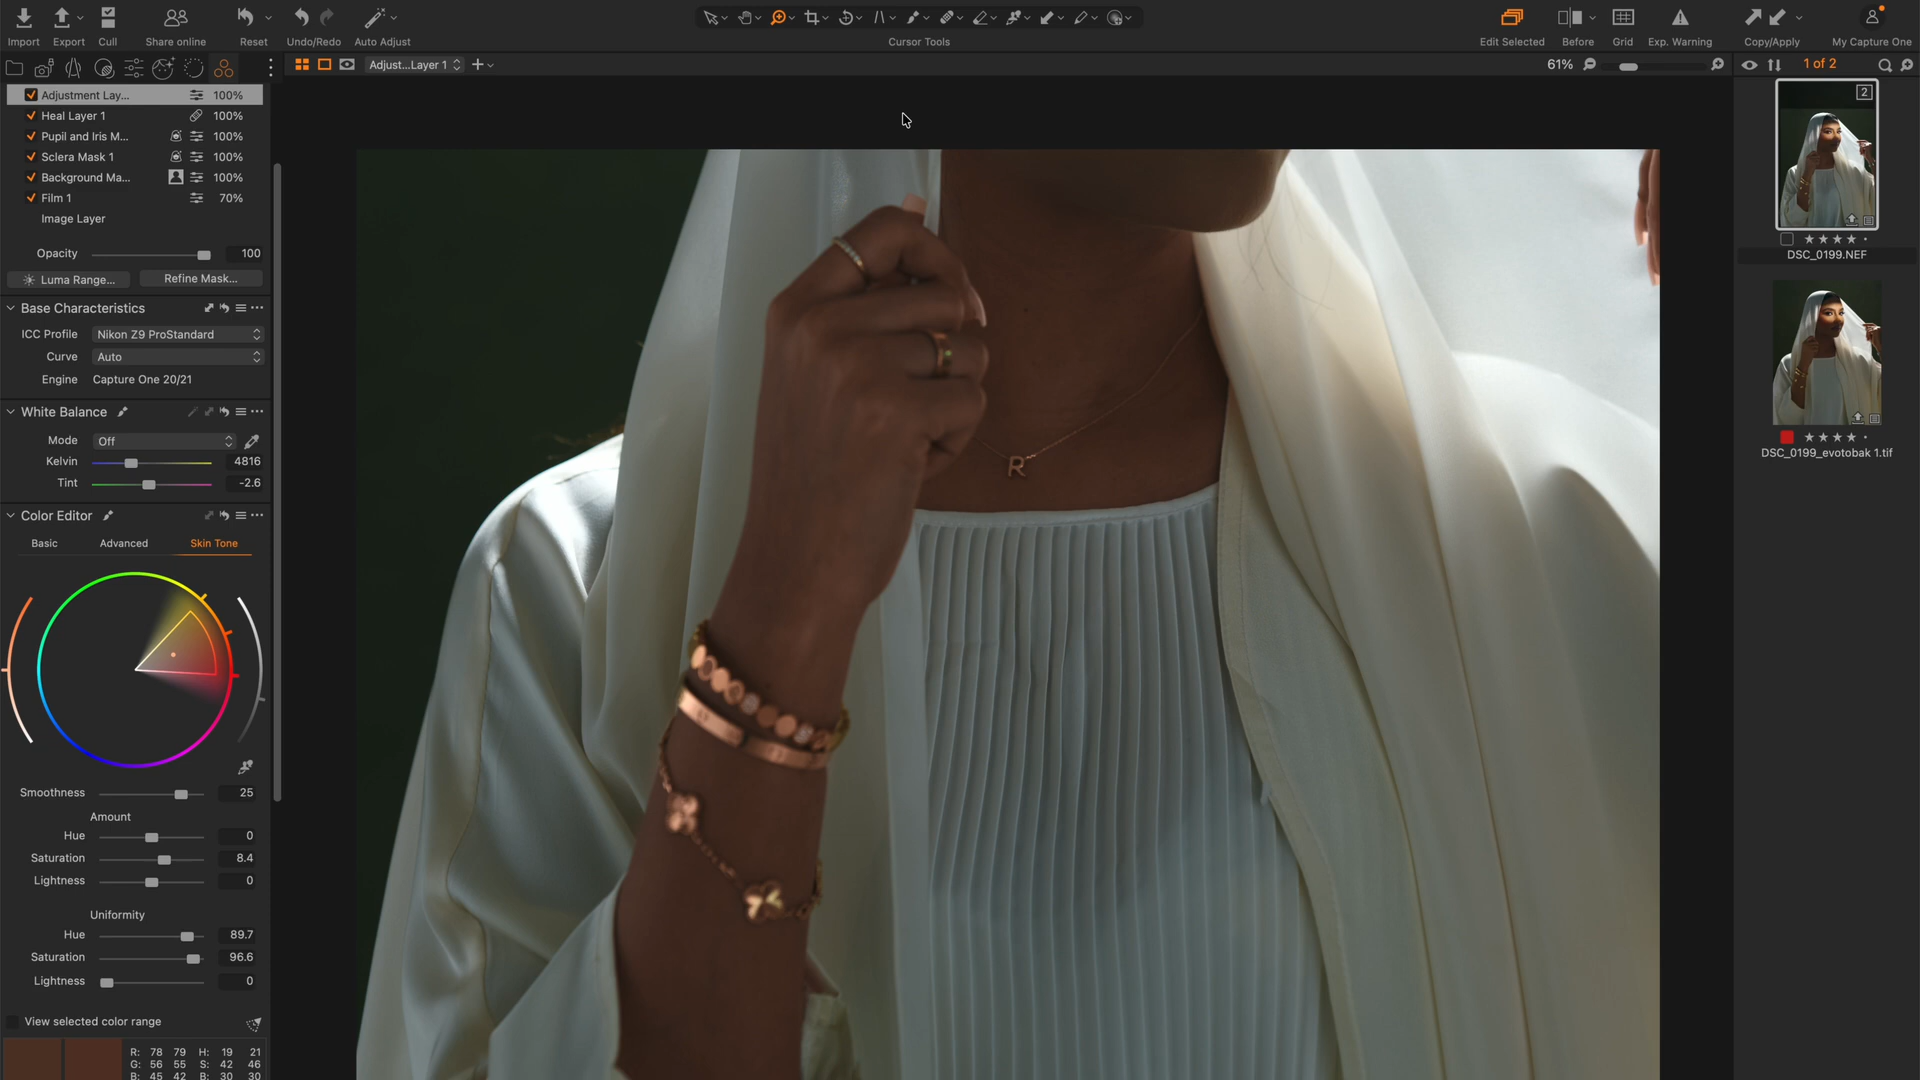 Import
Export
Cull
Share online
Reset
Undo/Redo
Auto Adjust
Cursor Tools
Edit Selected
Before
Grid
Exp. Warning
Copy/Apply
My Capture One
Adjust...Layer 1
61%
1 of 2
Adjustment Lay... 100%
Heal Layer 1 100%
Pupil and Iris M... 100%
Sclera Mask 1 100%
Background Ma... 100%
Film 1 70%
Image Layer
Opacity 100
Luma Range... Refine Mask...
Base Characteristics
ICC Profile Nikon Z9 ProStandard
Curve Auto
Engine Capture One 20/21
White Balance
Mode Off
Kelvin 4816
Tint -2.6
Color Editor
Basic Advanced Skin Tone
Smoothness 25
Amount
Hue 0
Saturation 8.4
Lightness 0
Uniformity
Hue 89.7
Saturation 96.6
Lightness 0
View selected color range
R: 78 79 H: 19 21
G: 56 55 S: 42 46
B: 45 42 B: 30 30
R
2
DSC_0199.NEF
DSC_0199_evotobak 1.tif